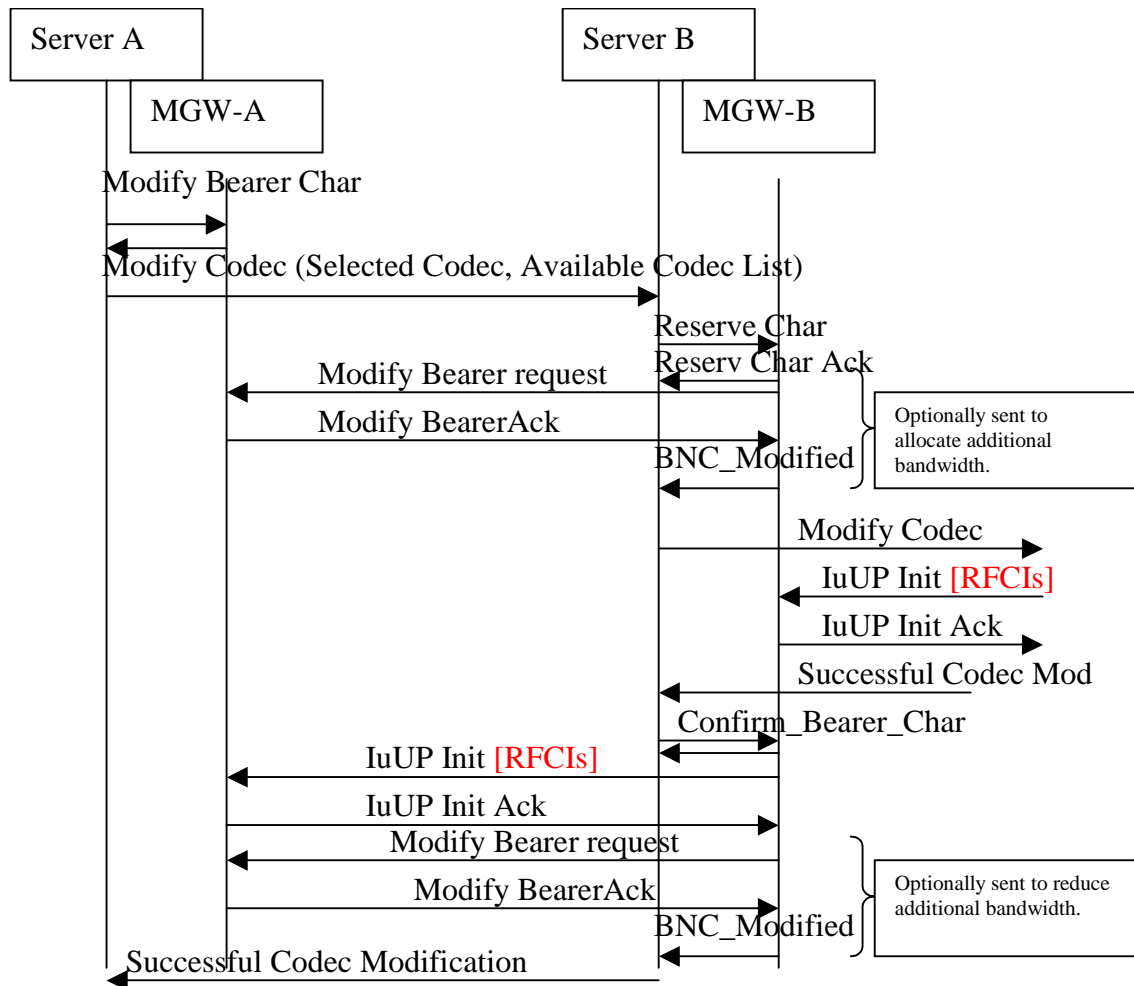 Server A
Server B
MGW-A
MGW-B
Modify Bearer Char
Modify Codec (Selected Codec, Available Codec List)
Reserve Char
Reserv Char Ack
Modify Bearer request
Optionally sent to
allocate additional
bandwidth.
Modify BearerAck
BNC_Modified
Modify Codec
IuUP Init [RFCIs]
IuUP Init Ack
Successful Codec Mod
Confirm_Bearer_Char
IuUP Init [RFCIs]
IuUP Init Ack
Modify Bearer request
Modify BearerAck
Optionally sent to reduce
additional bandwidth.
BNC_Modified
Successful Codec Modification